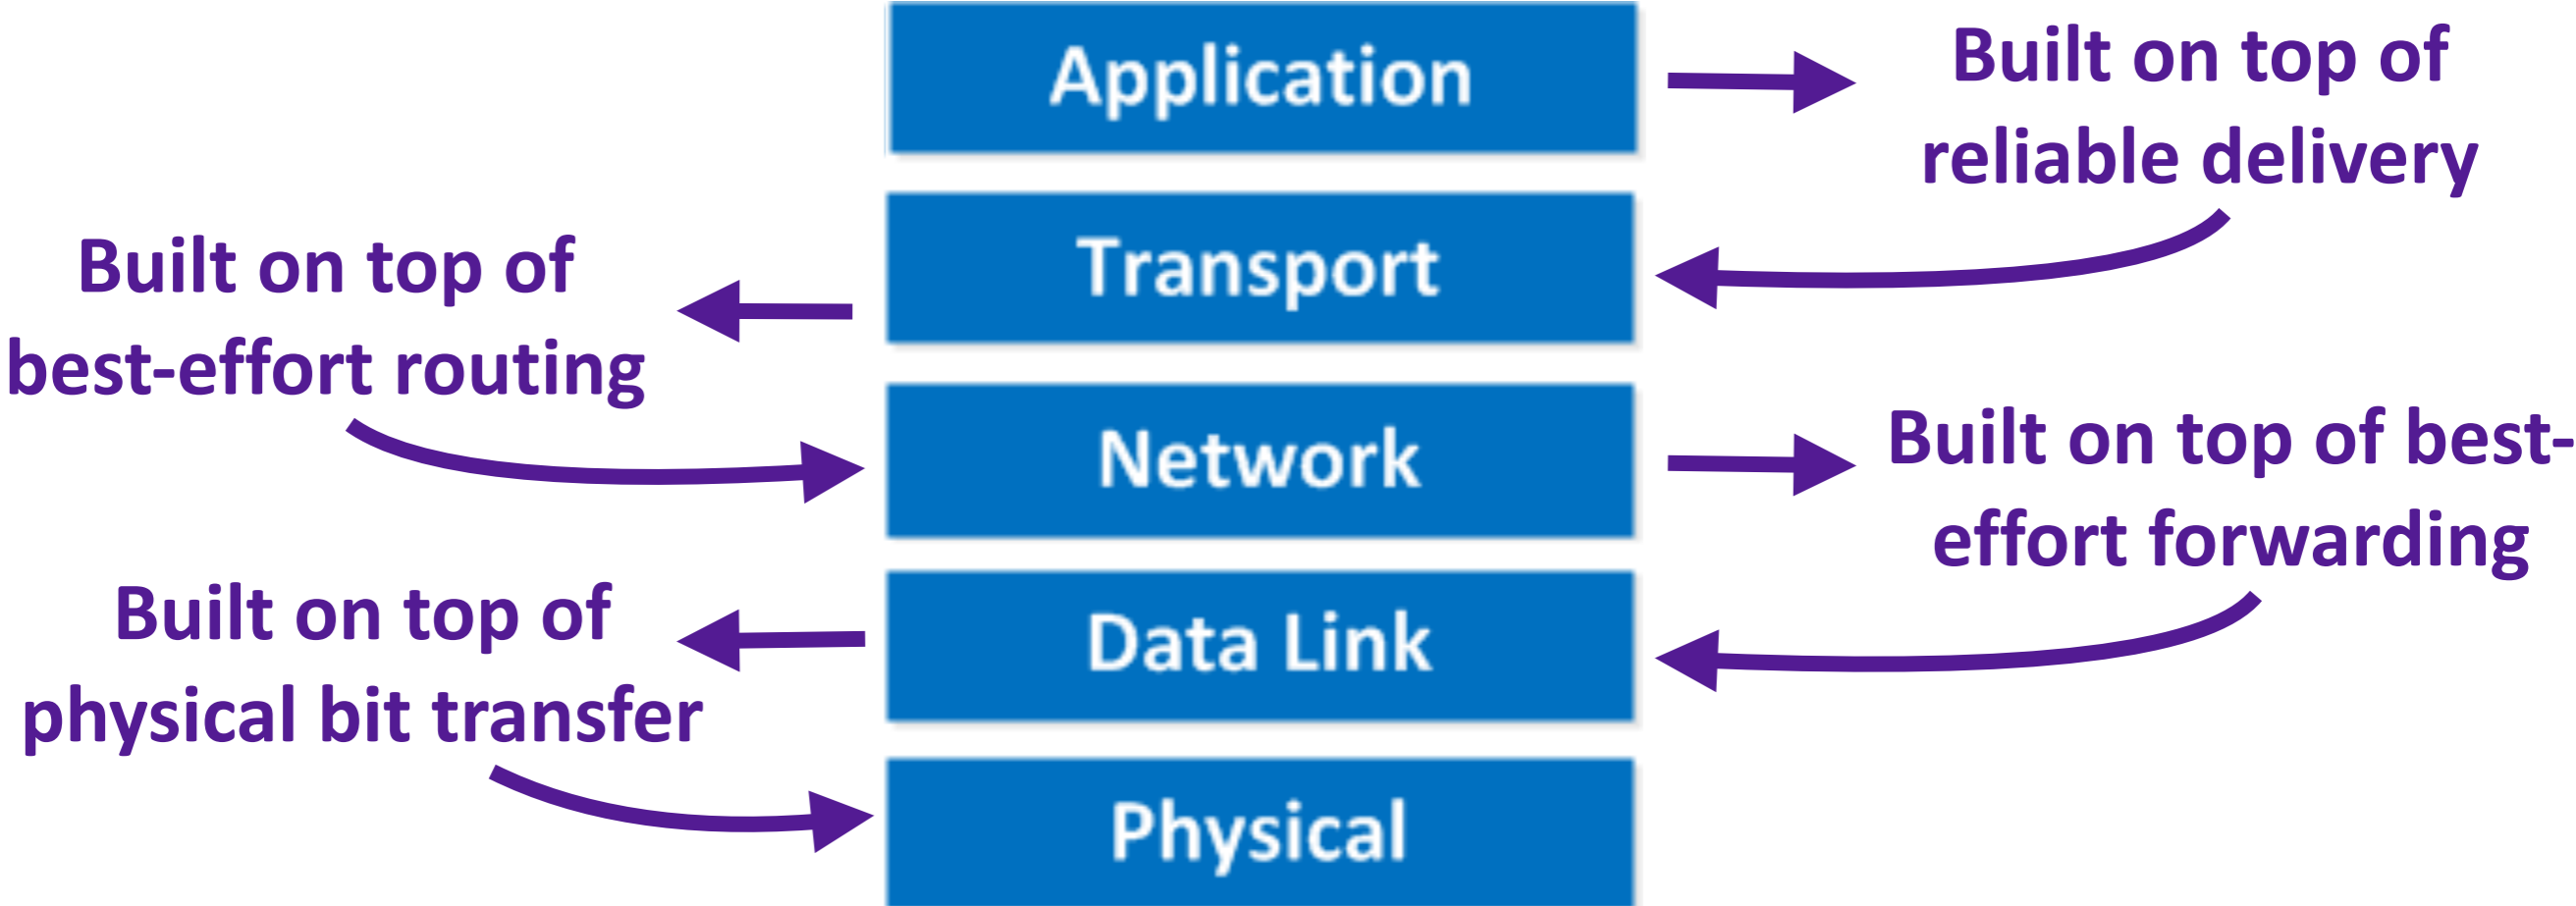 Application
Built on top of
reliable delivery
Transport
Built on top of
best-effort routing
Network
Built on top of best-
effort forwarding
Data Link
Built on top of
physical bit transfer
Physical